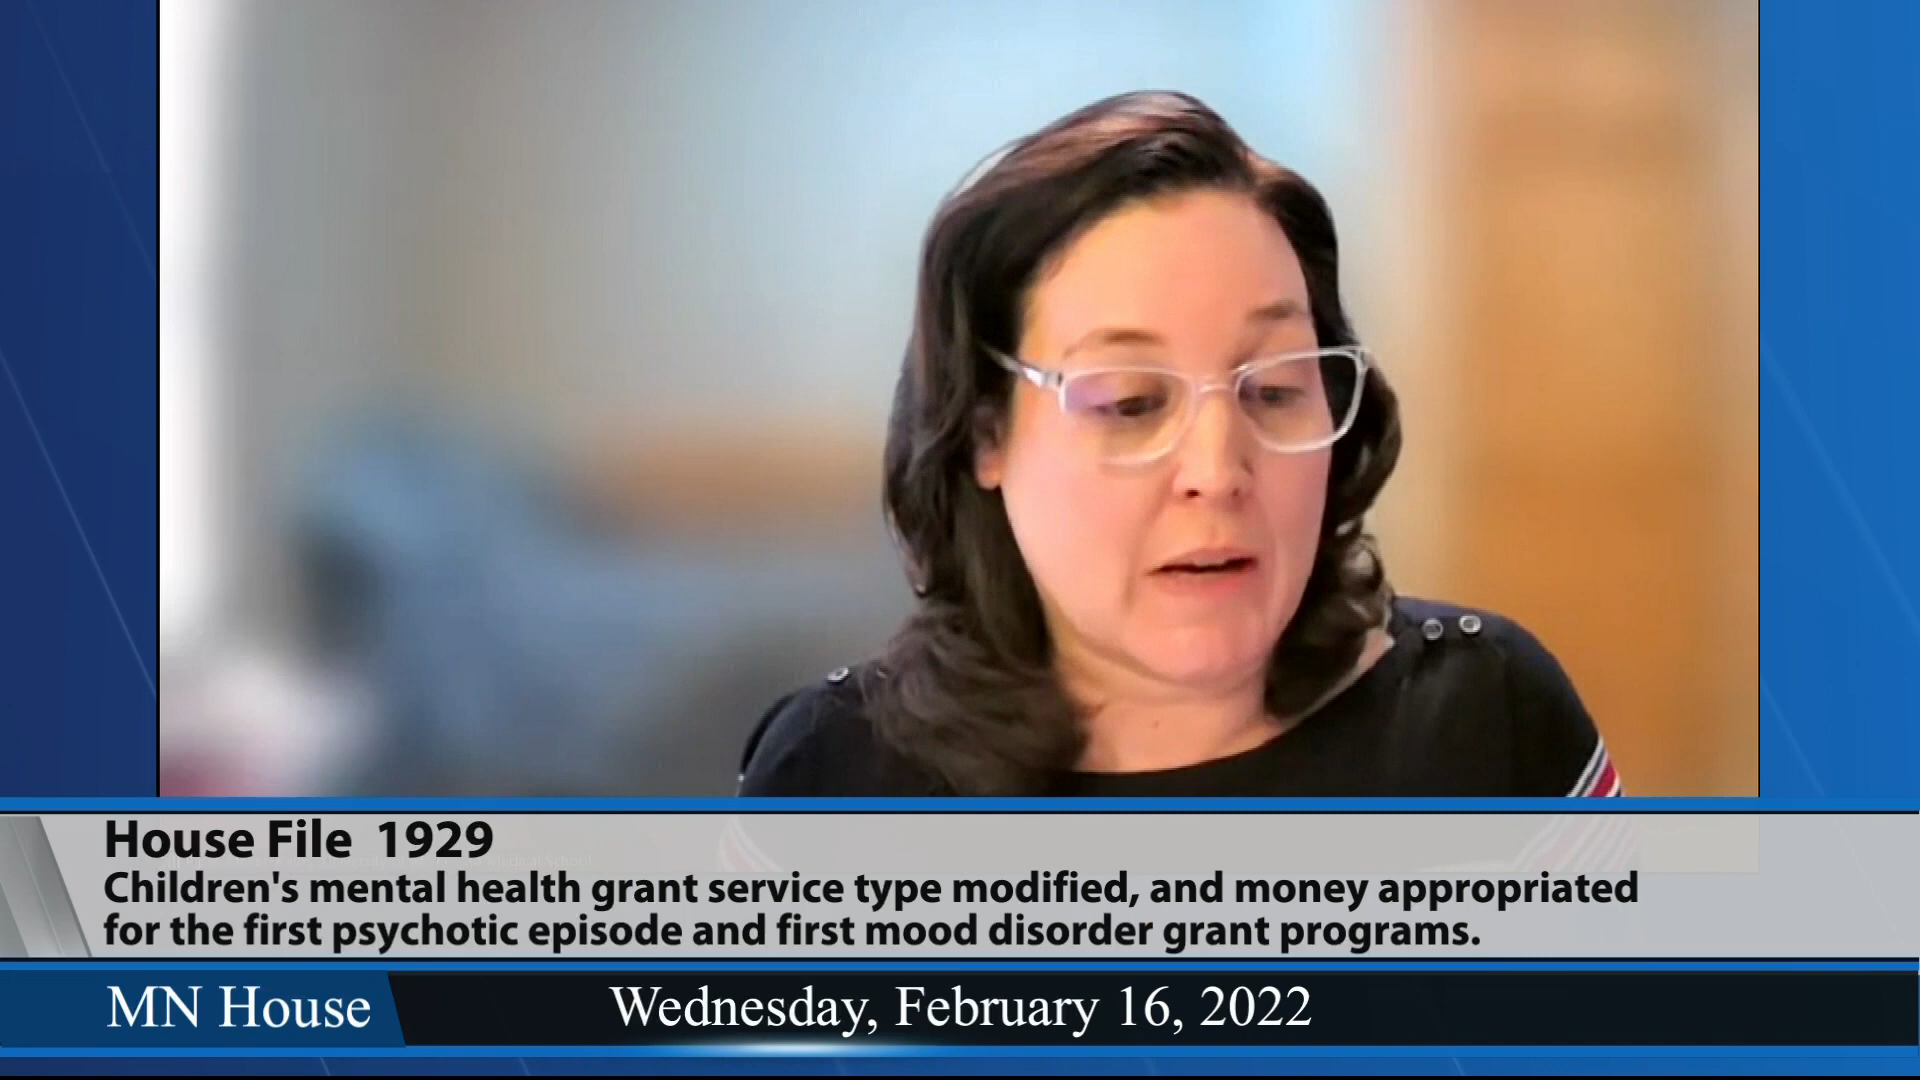 House File 1929
Children's mental health grant service type modified, and money appropriated
for the first psychotic episode and first mood disorder grant programs.
MN House
Wednesday, February 16, 2022